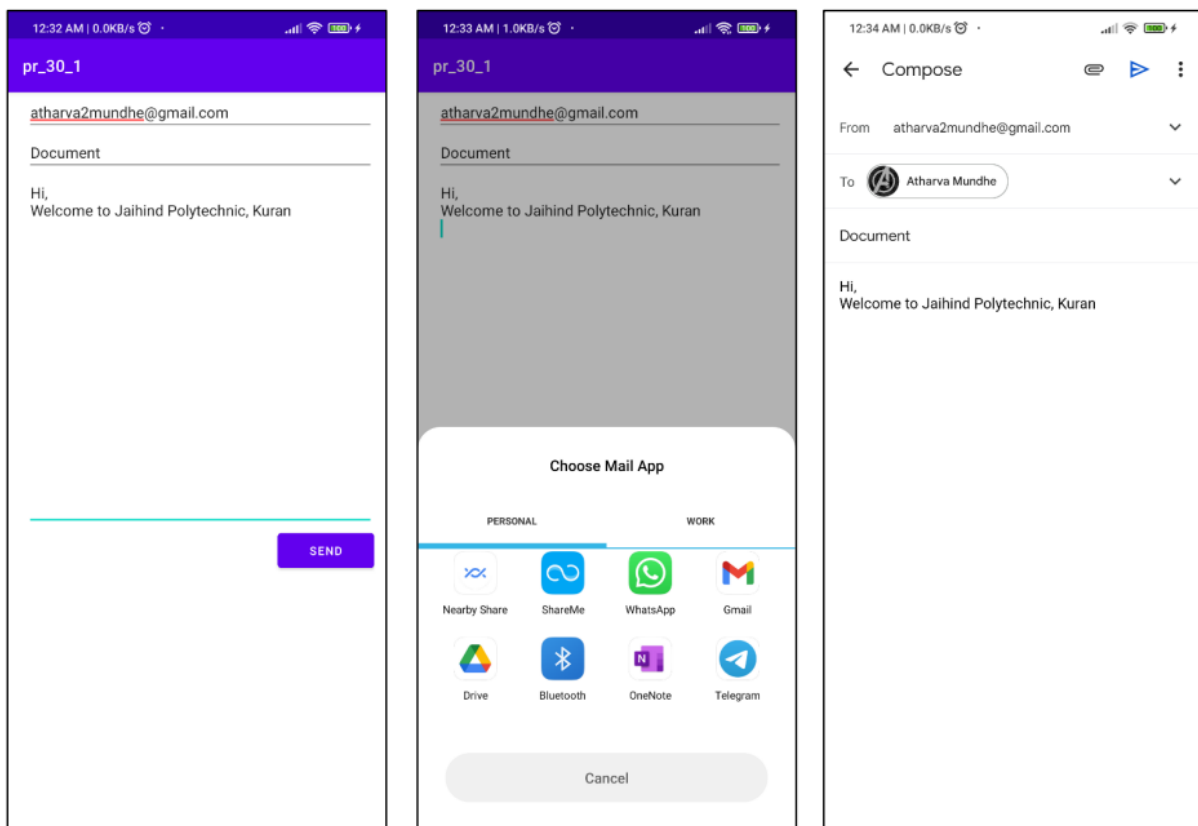 12:32 AM | 0.0KB/s
100
pr_30_1
atharva2mundhe@gmail.com
Document
Hi,
Welcome to Jaihind Polytechnic, Kuran
SEND
12:33 AM | 1.0KB/s
100
pr_30_1
atharva2mundhe@gmail.com
Document
Hi,
Welcome to Jaihind Polytechnic, Kuran
Choose Mail App
PERSONAL WORK
Nearby Share ShareMe WhatsApp Gmail
N
Drive Bluetooth OneNote Telegram
Cancel
12:34 AM | 0.0KB/s
100
Compose
From atharva2mundhe@gmail.com
To Atharva Mundhe
Document
Hi,
Welcome to Jaihind Polytechnic, Kuran